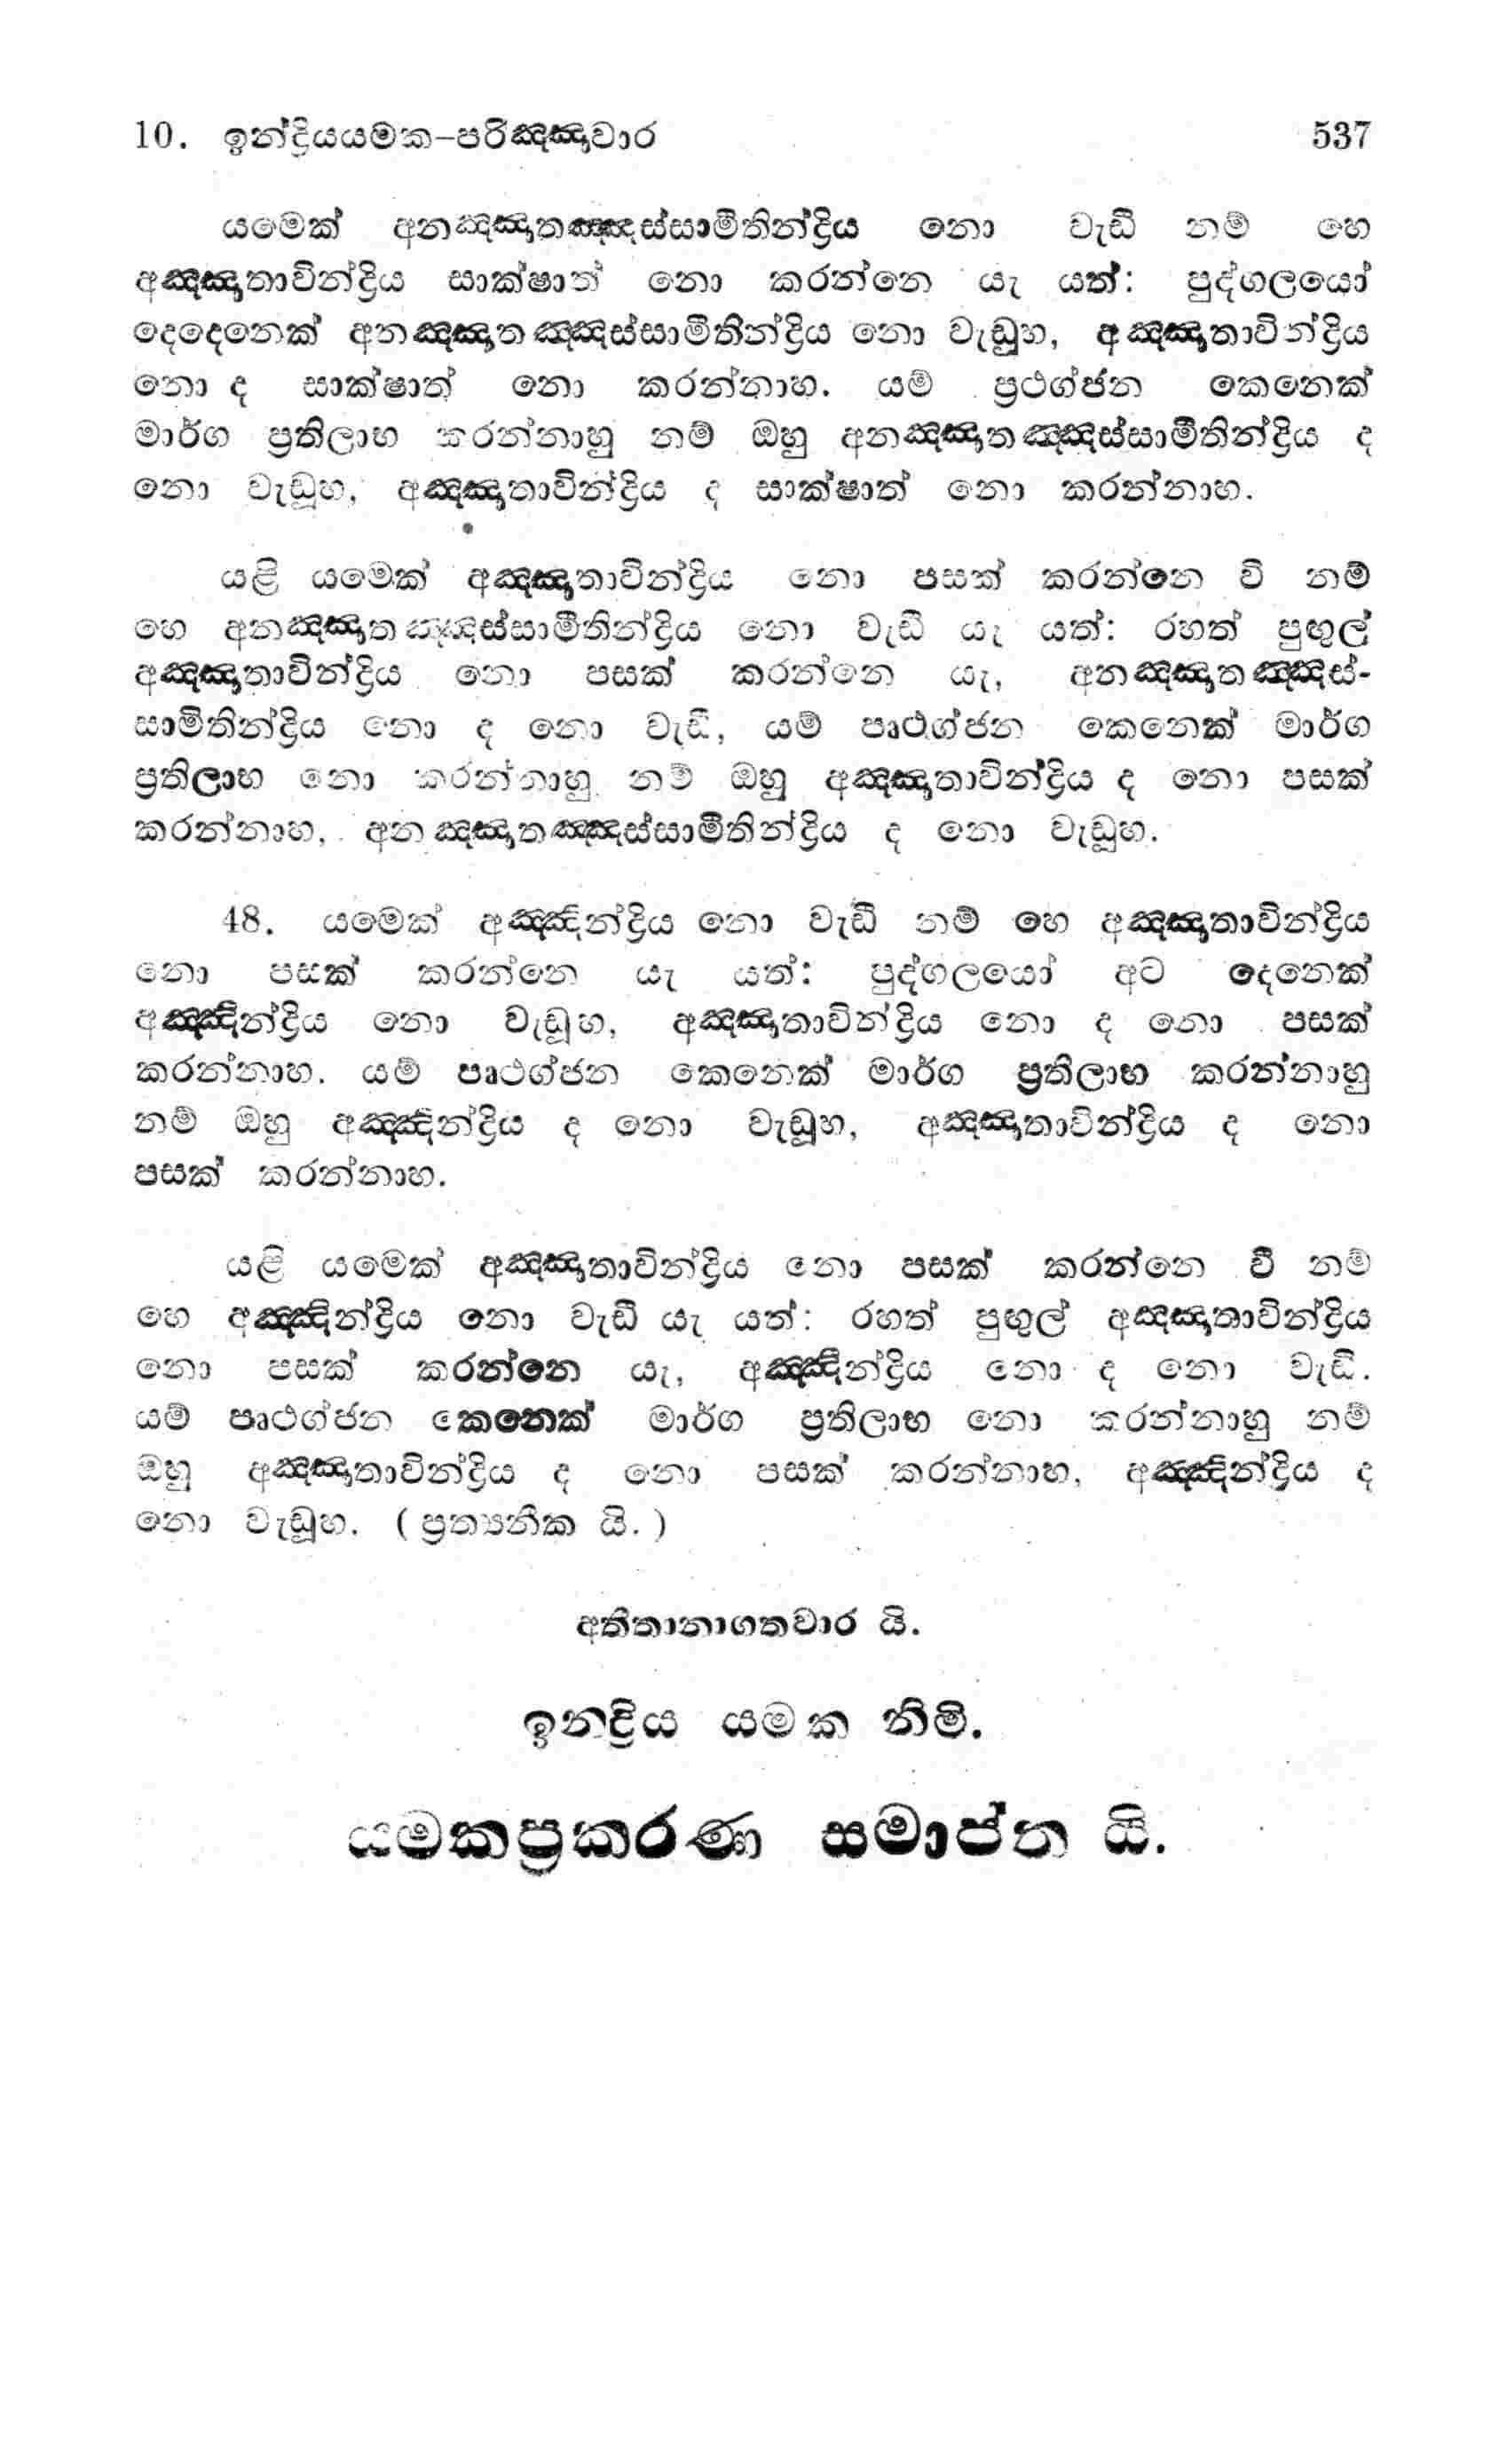 10. ඉන්ද්‍රියයමක-පරිඤ්ඤාවාර 537
යමෙක් අනඤ්ඤාතඤ්ඤස්සාමීතින්ද්‍රිය නො වැඩී නම් හෙ
අඤ්ඤාතාවින්ද්‍රිය සාක්ෂාත් නො කරන්නෙ යැ යත්: පුද්ගලයෝ
දෙදෙනෙක් අනඤ්ඤාතඤ්ඤස්සාමීතින්ද්‍රිය නො වැඩූහ, අඤ්ඤාතාවින්ද්‍රිය
නො ද සාක්ෂාත් නො කරන්නාහ. යම් ප්‍රථග්ජන කෙනෙක්
මාර්ග ප්‍රතිලාභ කරන්නාහු නම් ඔහු අනඤ්ඤාතඤ්ඤස්සාමීතින්ද්‍රිය ද
නො වැඩූහ, අඤ්ඤාතාවින්ද්‍රිය ද සාක්ෂාත් නො කරන්නාහ.
යළි යමෙක් අඤ්ඤාතාවින්ද්‍රිය නො පසක් කරන්නෙ වි නම්
හෙ අනඤ්ඤාතඤ්ඤස්සාමීතින්ද්‍රිය නො වැඩී යැ යත්: රහත් පුඟුල්
අඤ්ඤාතාවින්ද්‍රිය නො පසක් කරන්නෙ යැ, අනඤ්ඤාතඤ්ඤස්-
සාමිතින්ද්‍රිය නො ද නො වැඩී, යම් පෘථග්ජන කෙනෙක් මාර්ග
ප්‍රතිලාභ නො කරන්නාහු නම් ඔහු අඤ්ඤාතාවින්ද්‍රිය ද නො පසක්
කරන්නාහ, අනඤ්ඤාතඤ්ඤස්සාමීතින්ද්‍රිය ද නො වැඩූහ.
48. යමෙක් අඤ්ඤින්ද්‍රිය නො වැඩී නම් හෙ අඤ්ඤාතාවින්ද්‍රිය
නො පසක් කරන්නෙ යැ යත්: පුද්ගලයෝ අට දෙනෙක්
අඤ්ඤීන්ද්‍රිය නො වැඩූහ, අඤ්ඤාතාවින්ද්‍රිය නො ද නො පසක්
කරන්නාහ. යම් පෘථග්ජන කෙනෙක් මාර්ග ප්‍රතිලාභ කරන්නාහු
නම් ඔහු අඤ්ඤින්ද්‍රිය ද නො වැඩූහ, අඤ්ඤාතාවින්ද්‍රිය ද නො
පසක් කරන්නාහ.
යළි යමෙක් අඤ්ඤාතාවින්ද්‍රිය නො පසක් කරන්නෙ වී නම්
හෙ අඤ්ඤින්ද්‍රිය නො වැඩී යැ යත්: රහත් පුඟුල් අඤ්ඤාතාවින්ද්‍රිය
නො පසක් කරන්නෙ යැ, අඤ්ඤීන්ද්‍රිය නො ද නො වැඩි.
යම් පෘථග්ජන කෙනෙක් මාර්ග ප්‍රතිලාභ නො කරන්නාහු නම්
ඔහු අඤ්ඤාතාවින්ද්‍රිය ද නො පසක් කරන්නාහ, අඤ්ඤින්ද්‍රිය ද
නො වැඩූහ. (ප්‍රත්‍යනීක යි.)
අතීතානාගතවාර යි.
ඉනද්‍රිය යමක නිමි.
යමකප්‍රකරණ සමාප්ත යි.